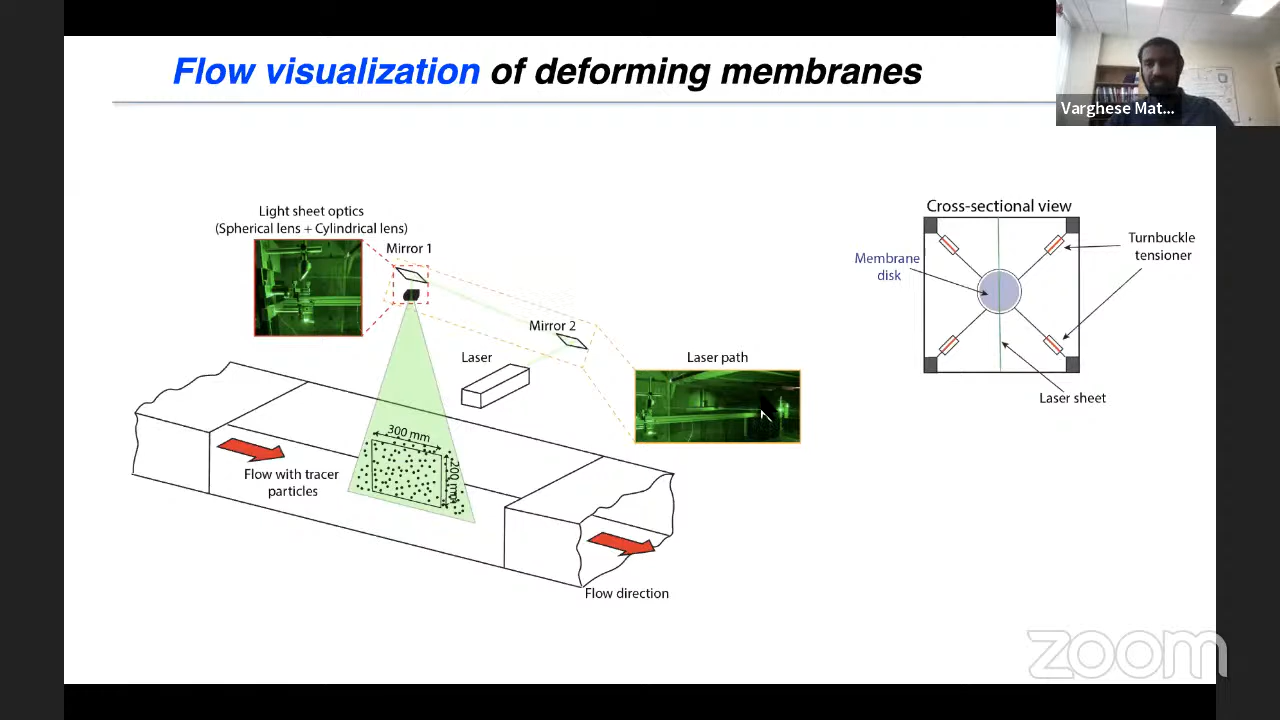 Flow visualization of deforming membranes
Varghese Mat...
Light sheet optics
(Spherical lens + Cylindrical lens)
Mirror 1
Mirror 2
Laser
Laser path
300 mm
200 mm
Flow with tracer
particles
Flow direction
Cross-sectional view
Membrane
disk
Turnbuckle
tensioner
Laser sheet
zoom